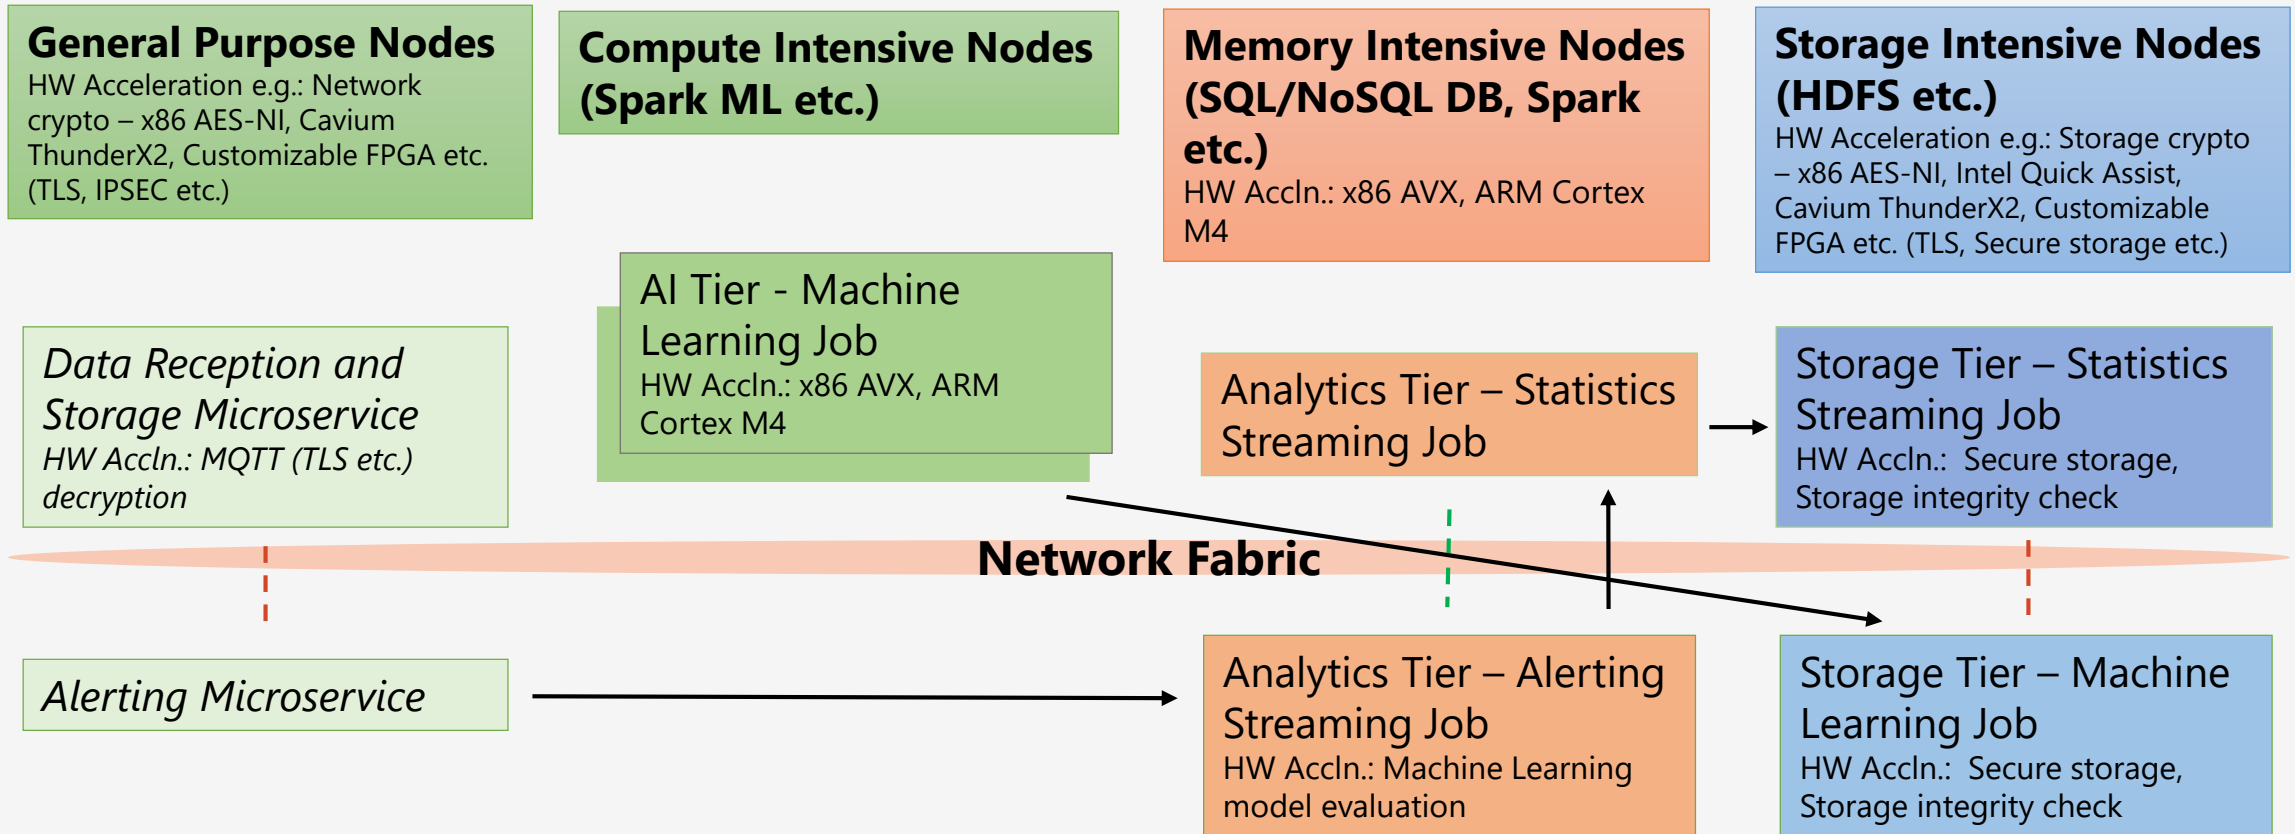 General Purpose Nodes
HW Acceleration e.g.: Network
crypto – x86 AES-NI, Cavium
ThunderX2, Customizable FPGA etc.
(TLS, IPSEC etc.)
Compute Intensive Nodes
(Spark ML etc.)
Memory Intensive Nodes
(SQL/NoSQL DB, Spark
etc.)
HW Accln.: x86 AVX, ARM Cortex
M4
Storage Intensive Nodes
(HDFS etc.)
HW Acceleration e.g.: Storage crypto
– x86 AES-NI, Intel Quick Assist,
Cavium ThunderX2, Customizable
FPGA etc. (TLS, Secure storage etc.)
Data Reception and
Storage Microservice
HW Accln.: MQTT (TLS etc.)
decryption
AI Tier - Machine
Learning Job
HW Accln.: x86 AVX, ARM
Cortex M4
Analytics Tier – Statistics
Streaming Job
Storage Tier – Statistics
Streaming Job
HW Accln.: Secure storage,
Storage integrity check
Network Fabric
Alerting Microservice
Analytics Tier – Alerting
Streaming Job
HW Accln.: Machine Learning
model evaluation
Storage Tier – Machine
Learning Job
HW Accln.: Secure storage,
Storage integrity check